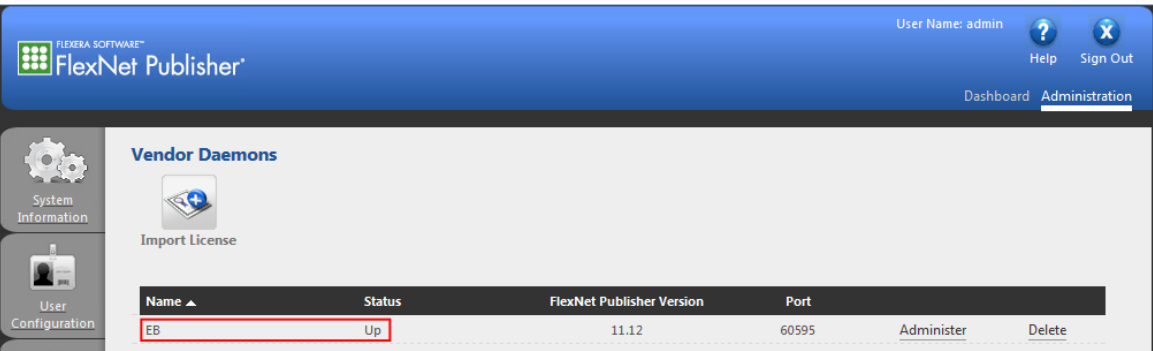 User Name: admin
FLEXERA SOFTWARE™
FlexNet Publisher®
Help Sign Out
Dashboard Administration
System
Information
User
Configuration
Vendor Daemons
Import License
Name Status FlexNet Publisher Version Port
EB Up 11.12 60595 Administer Delete